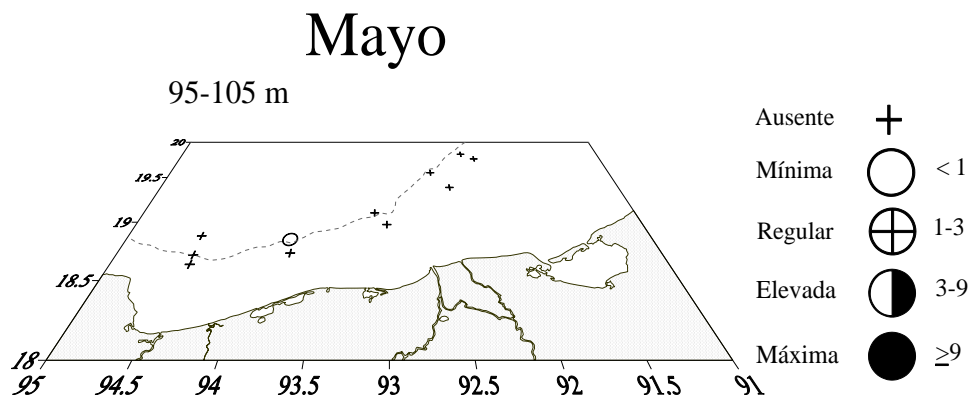 Mayo
95-105 m
Ausente
Mínima < 1
Regular 1-3
Elevada 3-9
Máxima ≥9
20
19.5
19
18.5
18
95 94.5 94 93.5 93 92.5 92 91.5 91